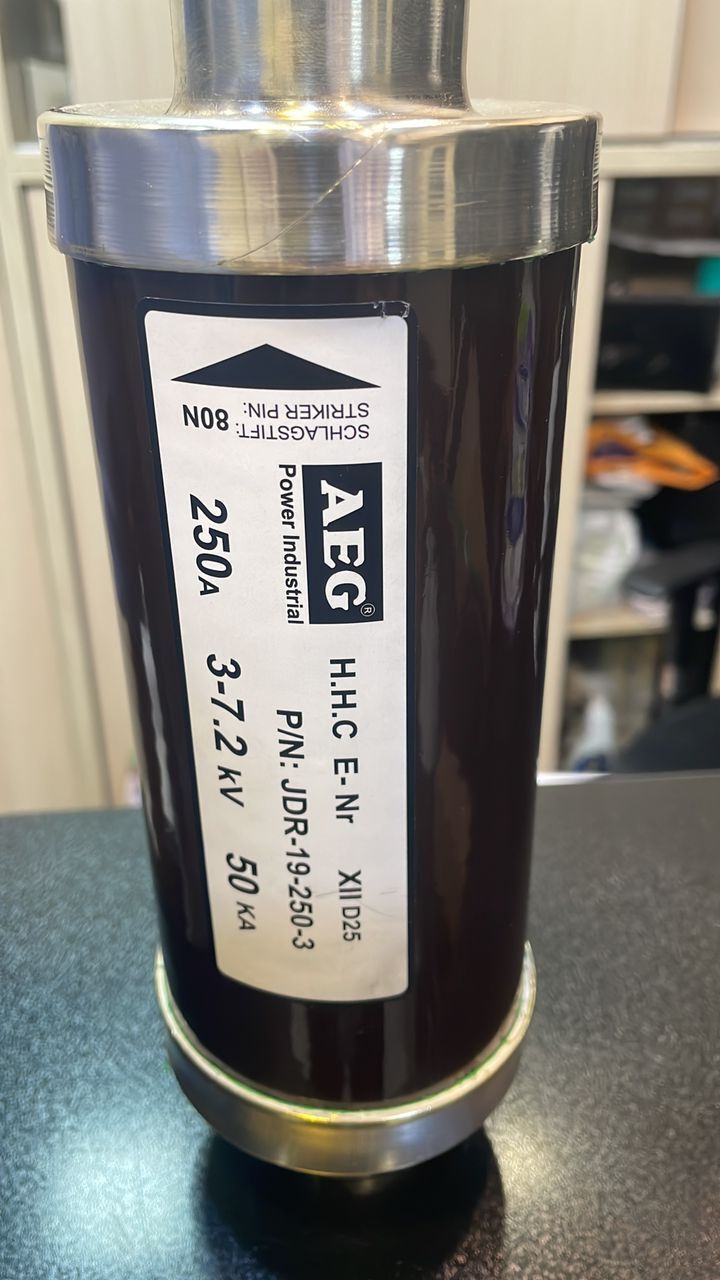 SCHLAGSTIFT:
STRIKER PIN: 80N
AEG®
Power Industrial
H.H.C E- Nr XII D25
P/N: JDR-19-250-3
250A 3-7.2 kV 50 KA